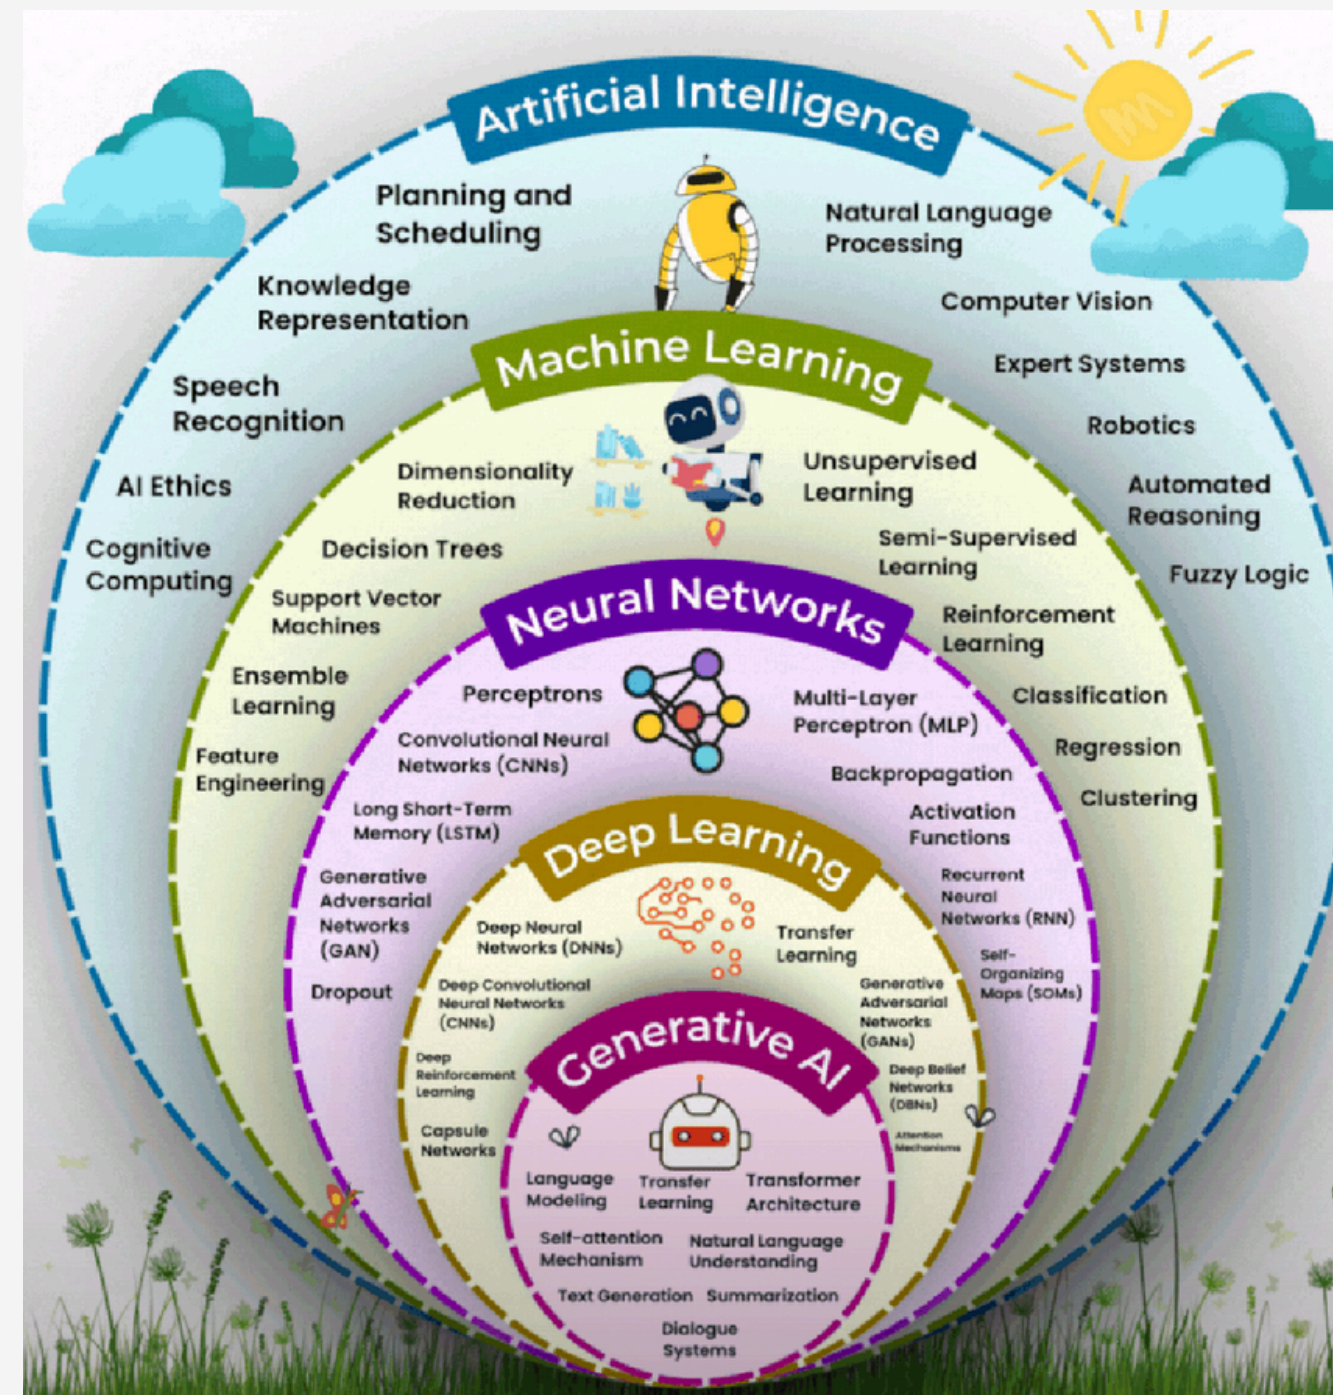 Artificial Intelligence
Planning and
Scheduling
Natural Language
Processing
Knowledge
Representation
Computer Vision
Speech
Recognition
Expert Systems
Robotics
AI Ethics
Automated
Reasoning
Cognitive
Computing
Fuzzy Logic
Machine Learning
Dimensionality
Reduction
Unsupervised
Learning
Decision Trees
Semi-Supervised
Learning
Support Vector
Machines
Reinforcement
Learning
Ensemble
Learning
Classification
Feature
Engineering
Regression
Clustering
Neural Networks
Perceptrons
Multi-Layer
Perceptron (MLP)
Convolutional Neural
Networks (CNNs)
Backpropagation
Long Short-Term
Memory (LSTM)
Activation
Functions
Generative
Adversarial
Networks
(GAN)
Recurrent
Neural
Networks (RNN)
Dropout
Self-
Organizing
Maps (SOMs)
Deep Learning
Deep Neural
Networks (DNNs)
Transfer
Learning
Deep Convolutional
Neural Networks
(CNNs)
Generative
Adversarial
Networks
(GANs)
Deep
Reinforcement
Learning
Deep Belief
Networks
(DBNs)
Capsule
Networks
Attention
Mechanisms
Generative AI
Language
Modeling
Transfer
Learning
Transformer
Architecture
Self-attention
Mechanism
Natural Language
Understanding
Text Generation
Summarization
Dialogue
Systems